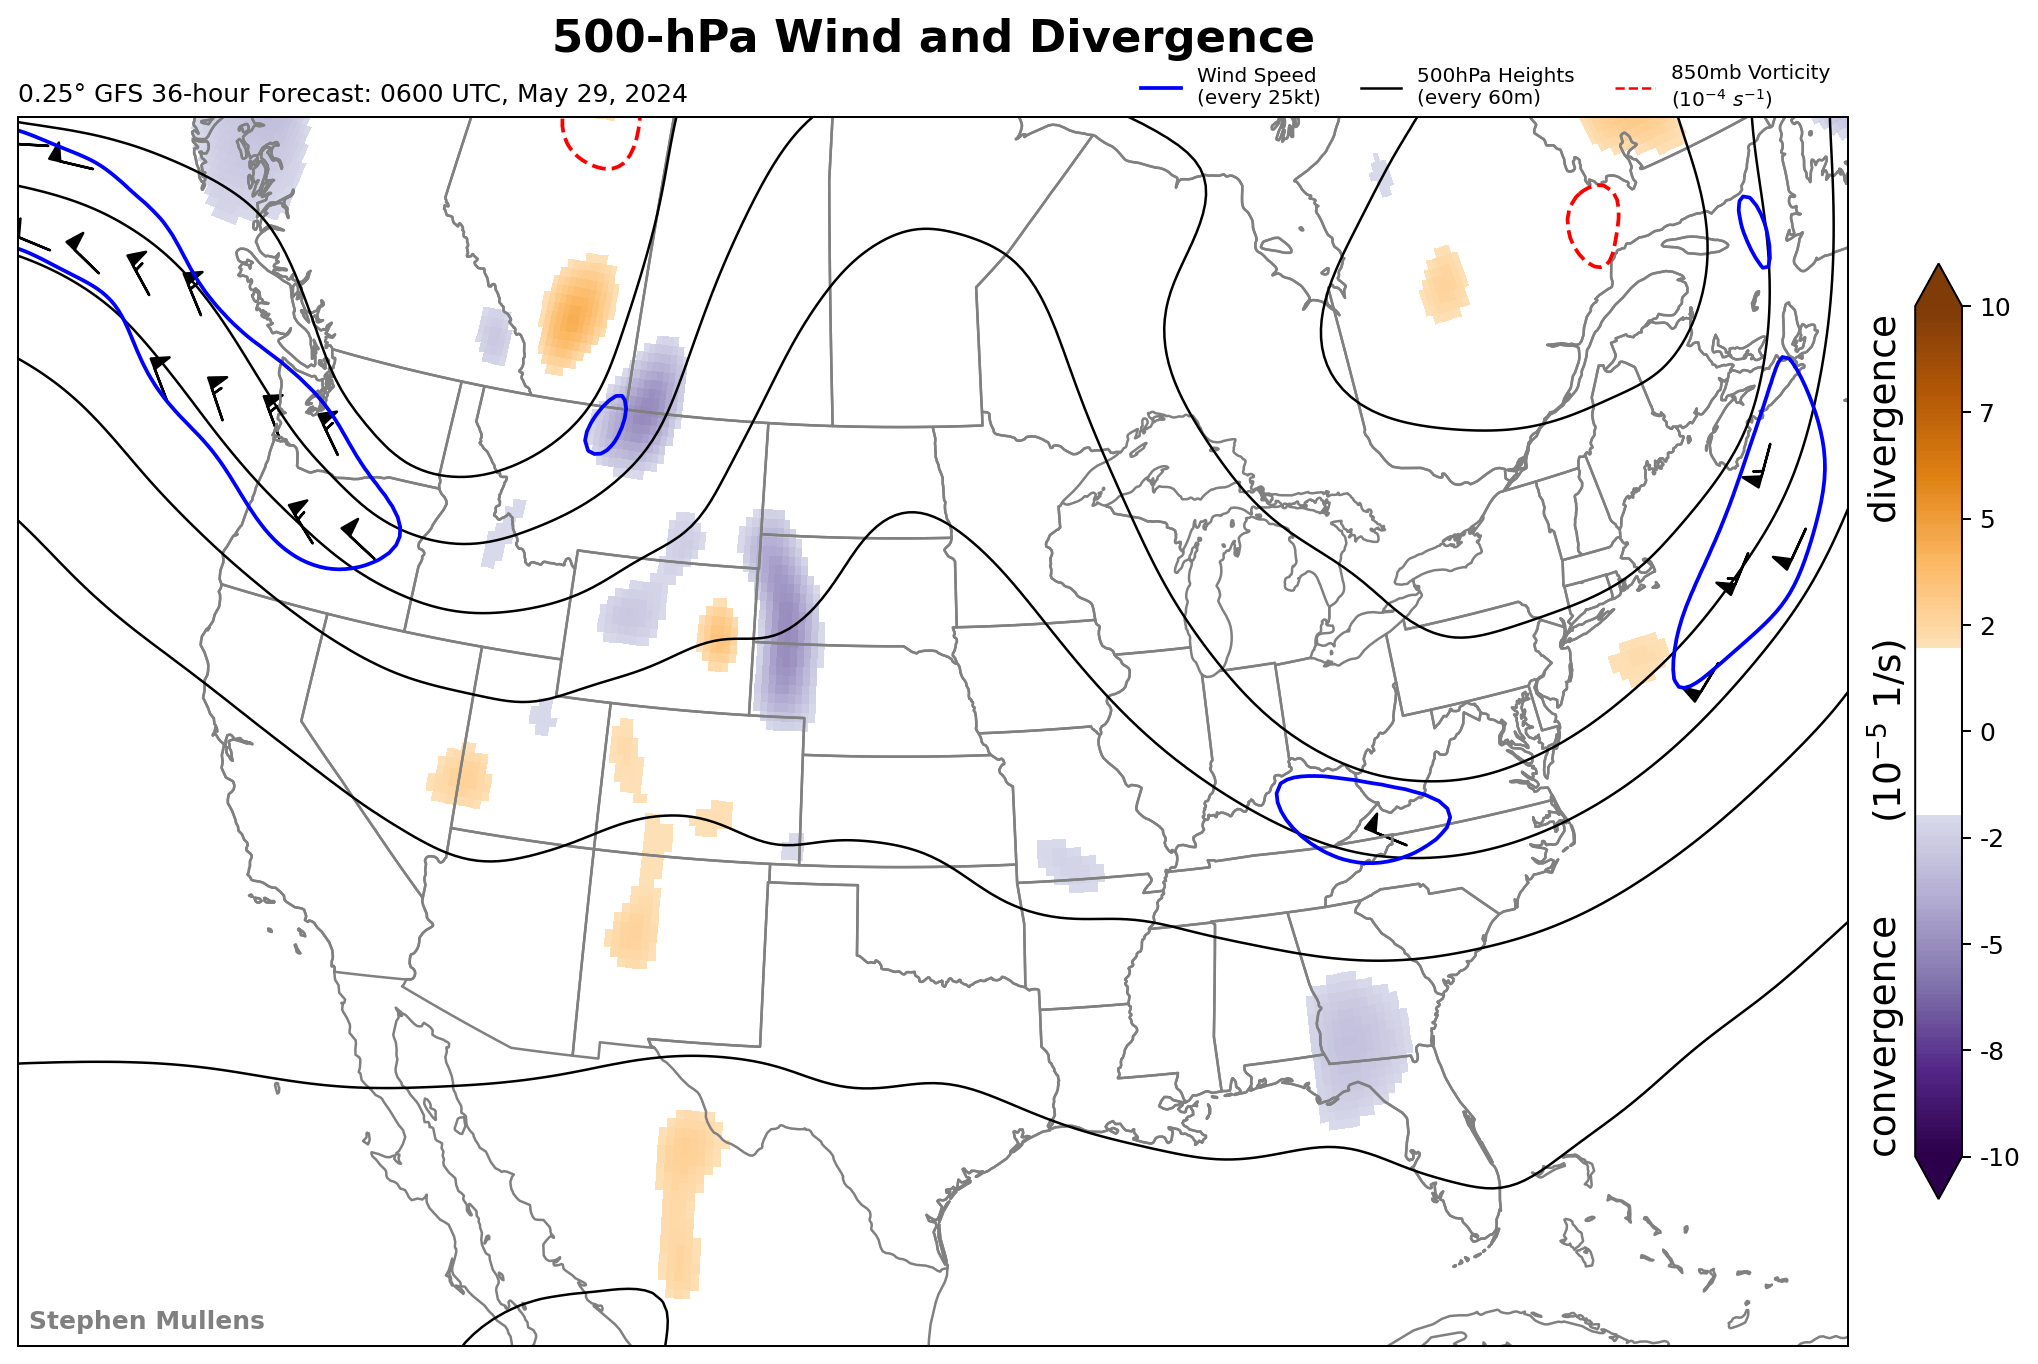 500-hPa Wind and Divergence
0.25° GFS 36-hour Forecast: 0600 UTC, May 29, 2024
Wind Speed
(every 25kt)
500hPa Heights
(every 60m)
850mb Vorticity
(10⁻⁴ s⁻¹)
10
7
5
2
0
-2
-5
-8
-10
convergence (10⁻⁵ 1/s) divergence
Stephen Mullens